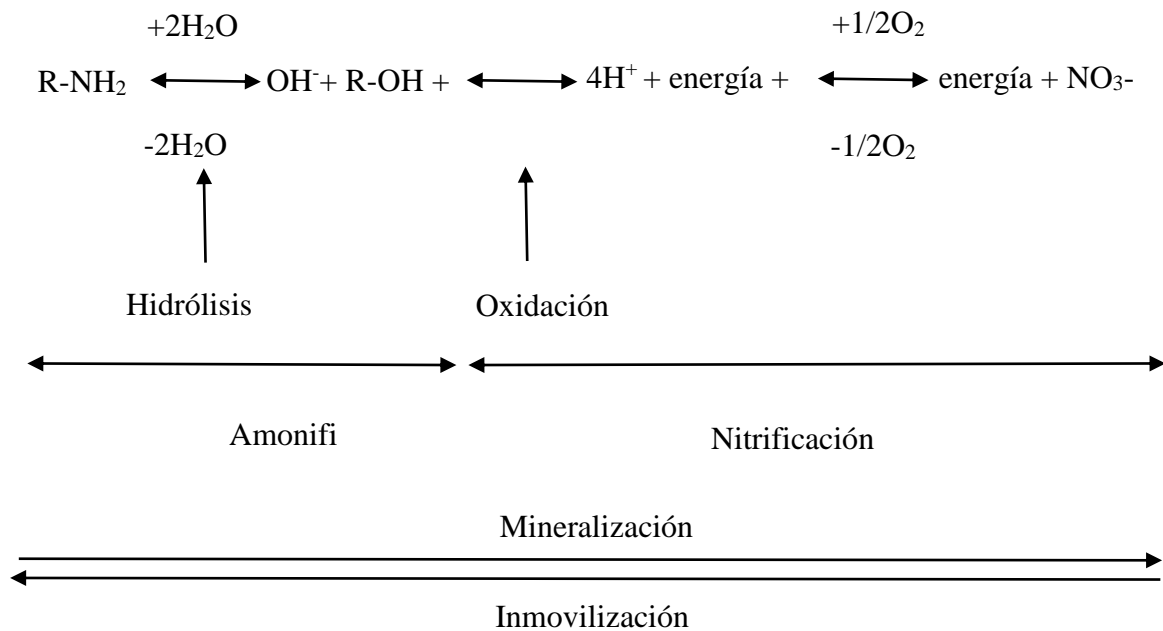 +2H₂O +1/2O₂
R-NH₂ OH⁻+ R-OH + 4H⁺ + energía + energía + NO₃-
-2H₂O -1/2O₂
Hidrólisis Oxidación
Amonifi Nitrificación
Mineralización
Inmovilización